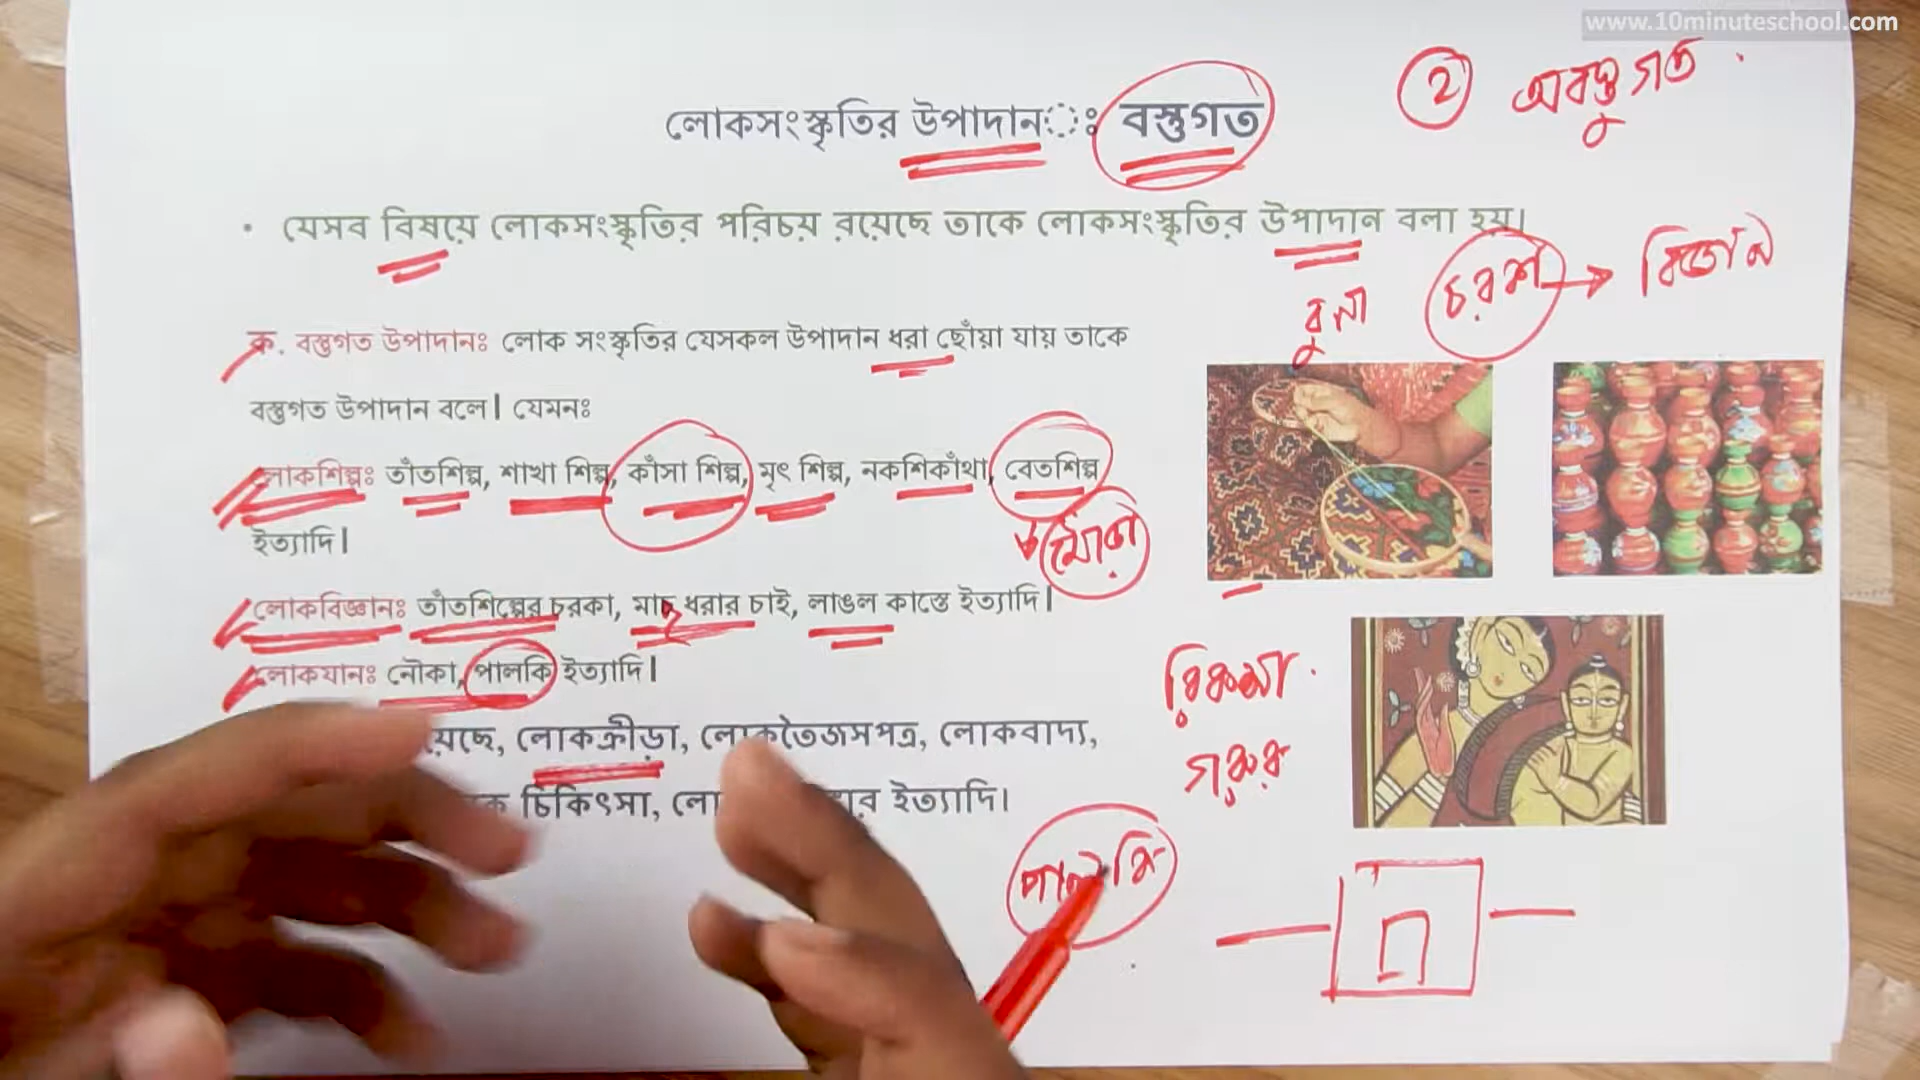 www.10minuteschool.com
লোকসংস্কৃতির উপাদানঃ বস্তুগত
২ অবস্তুগত
• যেসব বিষয়ে লোকসংস্কৃতির পরিচয় রয়েছে তাকে লোকসংস্কৃতির উপাদান বলা হয়।
বুনা
ক. বস্তুগত উপাদানঃ লোক সংস্কৃতির যেসকল উপাদান ধরা ছোঁয়া যায় তাকে
বস্তুগত উপাদান বলে। যেমনঃ
লোকশিল্পঃ তাঁতশিল্প, শাখা শিল্প, কাঁসা শিল্প, মৃৎ শিল্প, নকশিকাঁথা, বেতশিল্প
মোড়া
ইত্যাদি।
লোকবিজ্ঞানঃ তাঁতশিল্পের চরকা, মাছ ধরার চাই, লাঙল কাস্তে ইত্যাদি।
লোকযানঃ নৌকা, পালকি ইত্যাদি।
রিকশা
লোকক্রীড়া, লোকতৈজসপত্র, লোকবাদ্য,
গরুর
চিকিৎসা, ইত্যাদি।
পালকি